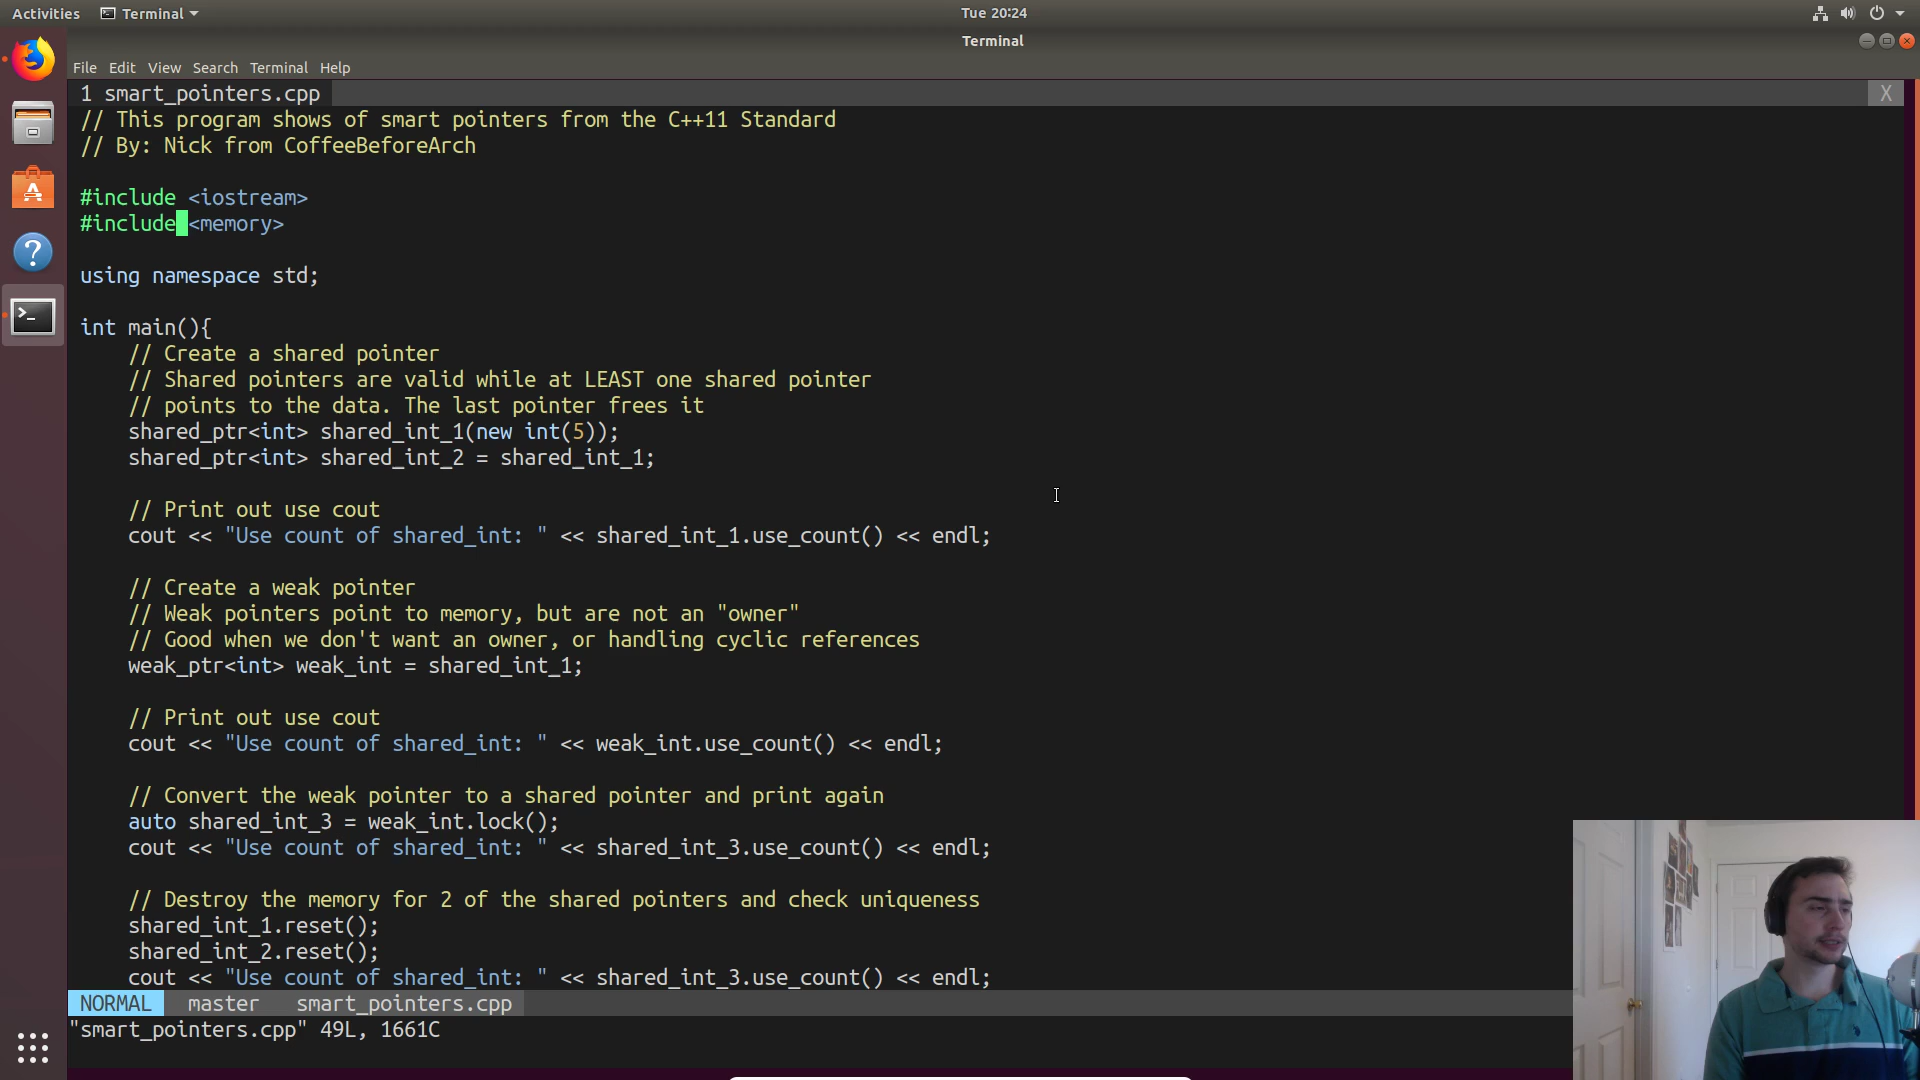 Activities Terminal Tue 20:24
Terminal
File Edit View Search Terminal Help
1 smart_pointers.cpp X
// This program shows of smart pointers from the C++11 Standard
// By: Nick from CoffeeBeforeArch
#include <iostream>
#include <memory>
using namespace std;
int main(){
// Create a shared pointer
// Shared pointers are valid while at LEAST one shared pointer
// points to the data. The last pointer frees it
shared_ptr<int> shared_int_1(new int(5));
shared_ptr<int> shared_int_2 = shared_int_1;
// Print out use cout
cout << "Use count of shared_int: " << shared_int_1.use_count() << endl;
// Create a weak pointer
// Weak pointers point to memory, but are not an "owner"
// Good when we don't want an owner, or handling cyclic references
weak_ptr<int> weak_int = shared_int_1;
// Print out use cout
cout << "Use count of shared_int: " << weak_int.use_count() << endl;
// Convert the weak pointer to a shared pointer and print again
auto shared_int_3 = weak_int.lock();
cout << "Use count of shared_int: " << shared_int_3.use_count() << endl;
// Destroy the memory for 2 of the shared pointers and check uniqueness
shared_int_1.reset();
shared_int_2.reset();
cout << "Use count of shared_int: " << shared_int_3.use_count() << endl;
NORMAL master smart_pointers.cpp
"smart_pointers.cpp" 49L, 1661C